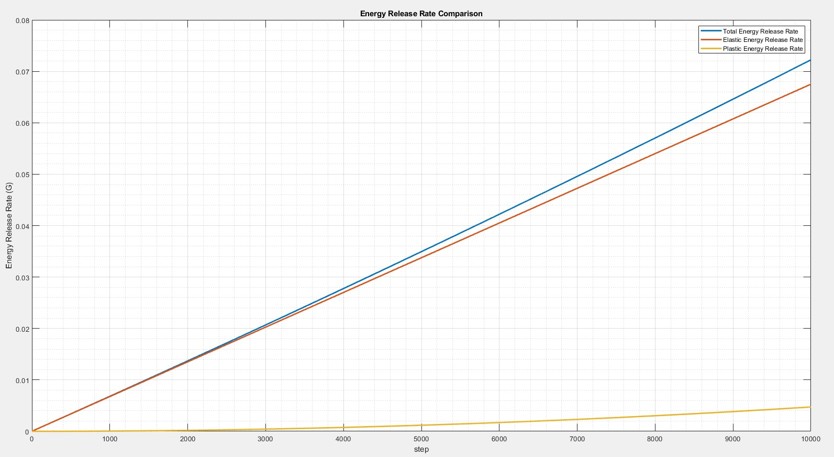 Energy Release Rate Comparison
Total Energy Release Rate
Elastic Energy Release Rate
Plastic Energy Release Rate
Energy Release Rate (G)
0.08
0.07
0.06
0.05
0.04
0.03
0.02
0.01
0
0 1000 2000 3000 4000 5000 6000 7000 8000 9000 10000
step